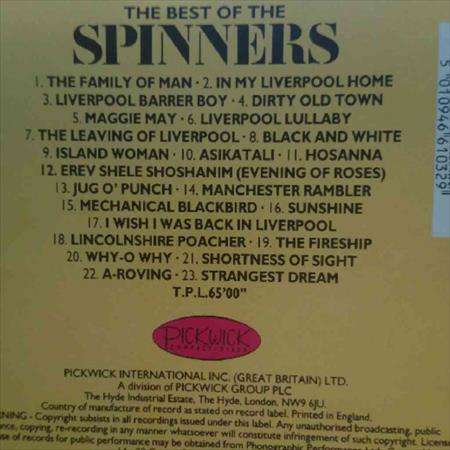 THE BEST OF THE
SPINNERS
1. THE FAMILY OF MAN · 2. IN MY LIVERPOOL HOME
3. LIVERPOOL BARRER BOY · 4. DIRTY OLD TOWN
5. MAGGIE MAY · 6. LIVERPOOL LULLABY
7. THE LEAVING OF LIVERPOOL · 8. BLACK AND WHITE
9. ISLAND WOMAN · 10. ASIKATALI · 11. HOSANNA
12. EREV SHELE SHOSHANIM (EVENING OF ROSES)
13. JUG O' PUNCH · 14. MANCHESTER RAMBLER
15. MECHANICAL BLACKBIRD · 16. SUNSHINE
17. I WISH I WAS BACK IN LIVERPOOL
18. LINCOLNSHIRE POACHER · 19. THE FIRESHIP
20. WHY-O WHY · 21. SHORTNESS OF SIGHT
22. A-ROVING · 23. STRANGEST DREAM
T.P.L.65'00"
5 010946 610329
PICKWICK
COMPACT DISCS
PICKWICK INTERNATIONAL INC. (GREAT BRITAIN) LTD.
A division of PICKWICK GROUP PLC
The Hyde Industrial Estate, The Hyde, London, NW9 6JU.
Country of manufacture of record as stated on record label. Printed in England.
RNING - Copyright subsists in all recordings issued under this label. Any unauthorised broadcasting, public
nce, copying, re-recording in any manner whatsoever will constitute infringement of such copyright. License
se of records for public performance may be obtained from Phonographic Performance